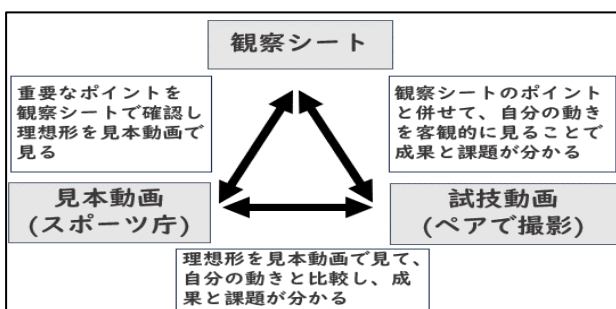 観察シート
重要なポイントを
観察シートで確認し
理想形を見本動画で
見る
観察シートのポイント
と併せて、自分の動き
を客観的に見ることで
成果と課題が分かる
見本動画
(スポーツ庁)
試技動画
(ペアで撮影)
理想形を見本動画で見て、
自分の動きと比較し、成
果と課題が分かる